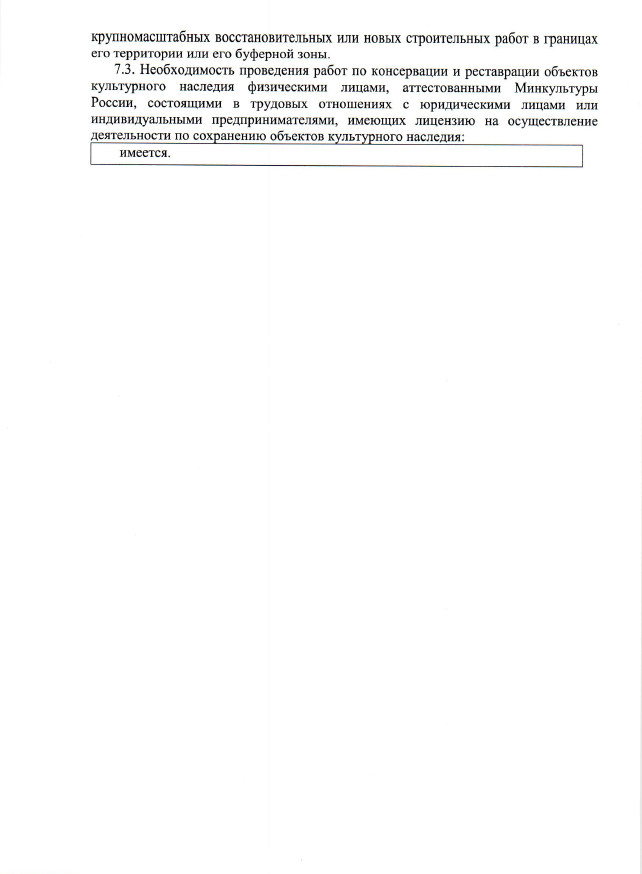 крупномасштабных восстановительных или новых строительных работ в границах
его территории или его буферной зоны.
7.3. Необходимость проведения работ по консервации и реставрации объектов
культурного наследия физическими лицами, аттестованными Минкультуры
России, состоящими в трудовых отношениях с юридическими лицами или
индивидуальными предпринимателями, имеющих лицензию на осуществление
деятельности по сохранению объектов культурного наследия:
имеется.